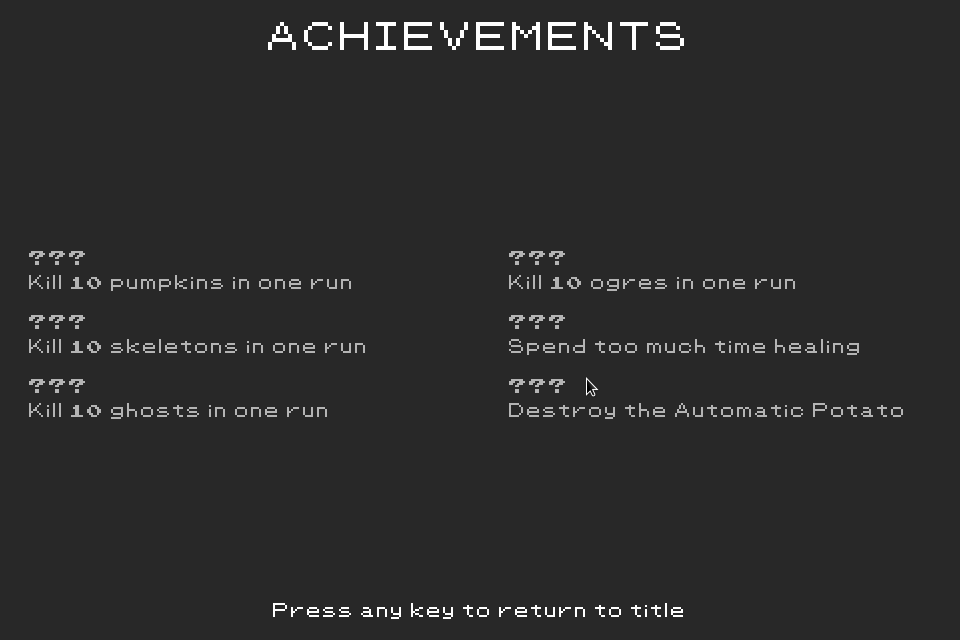 ACHIEVEMENTS
???
Kill 10 pumpkins in one run
???
Kill 10 skeletons in one run
???
Kill 10 ghosts in one run
???
Kill 10 ogres in one run
???
Spend too much time healing
???
Destroy the Automatic Potato
Press any key to return to title